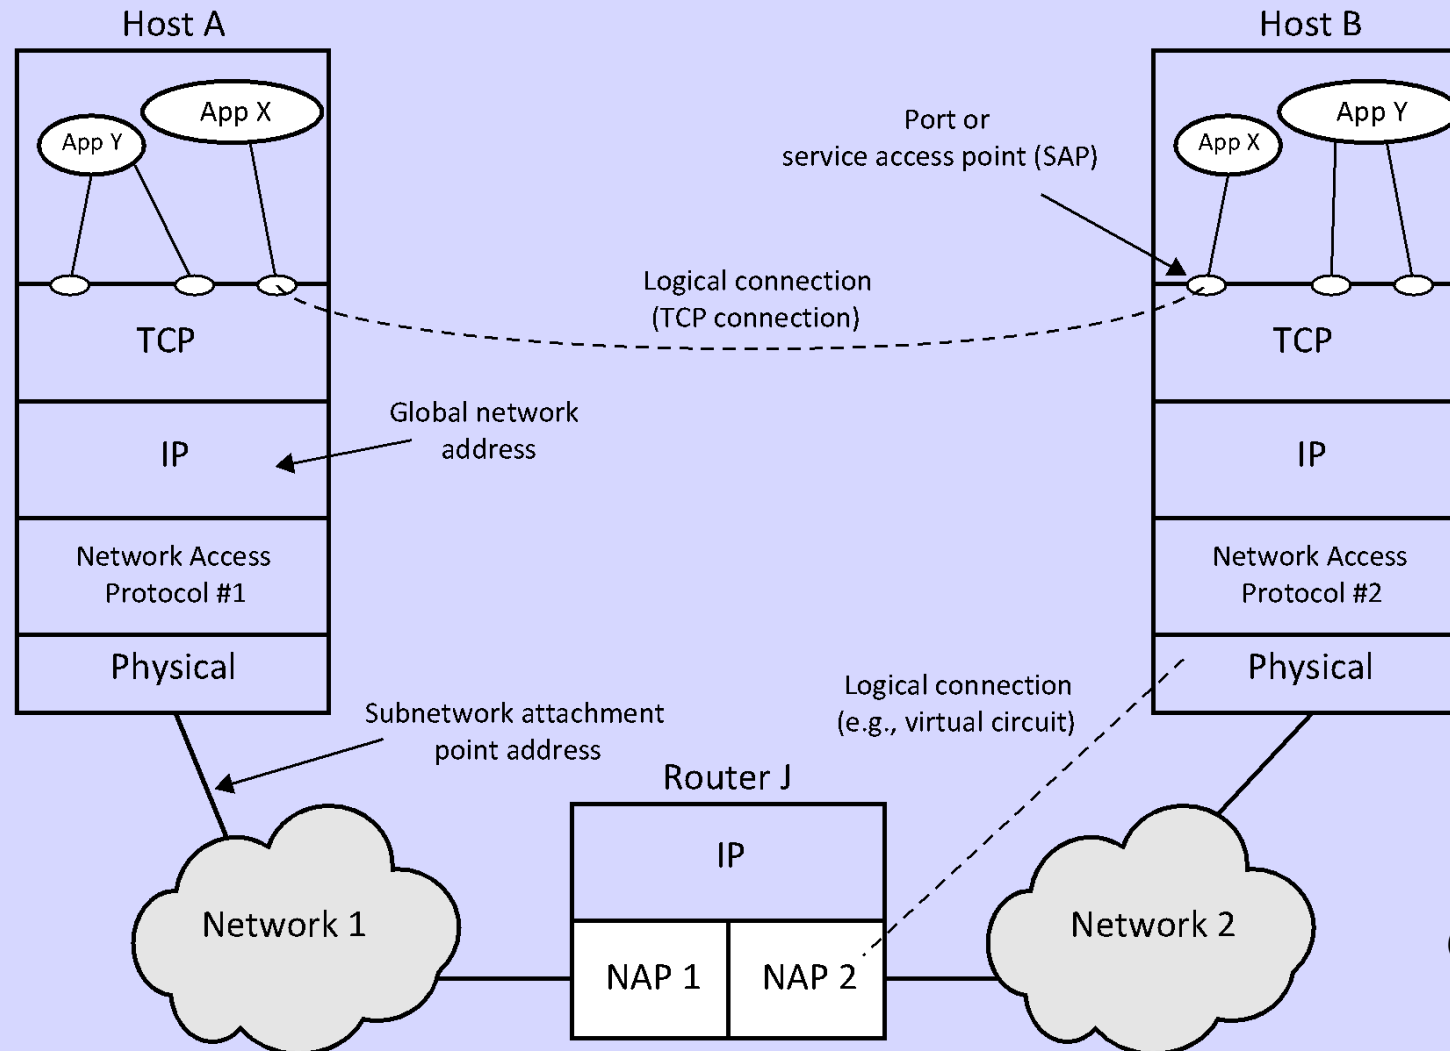 Host A
Host B
App X
App Y
App Y
App X
Port or
service access point (SAP)
Logical connection
(TCP connection)
TCP
TCP
Global network
address
IP
IP
Network Access
Protocol #1
Network Access
Protocol #2
Physical
Physical
Logical connection
(e.g., virtual circuit)
Subnetwork attachment
point address
Router J
IP
Network 1
NAP 1
NAP 2
Network 2